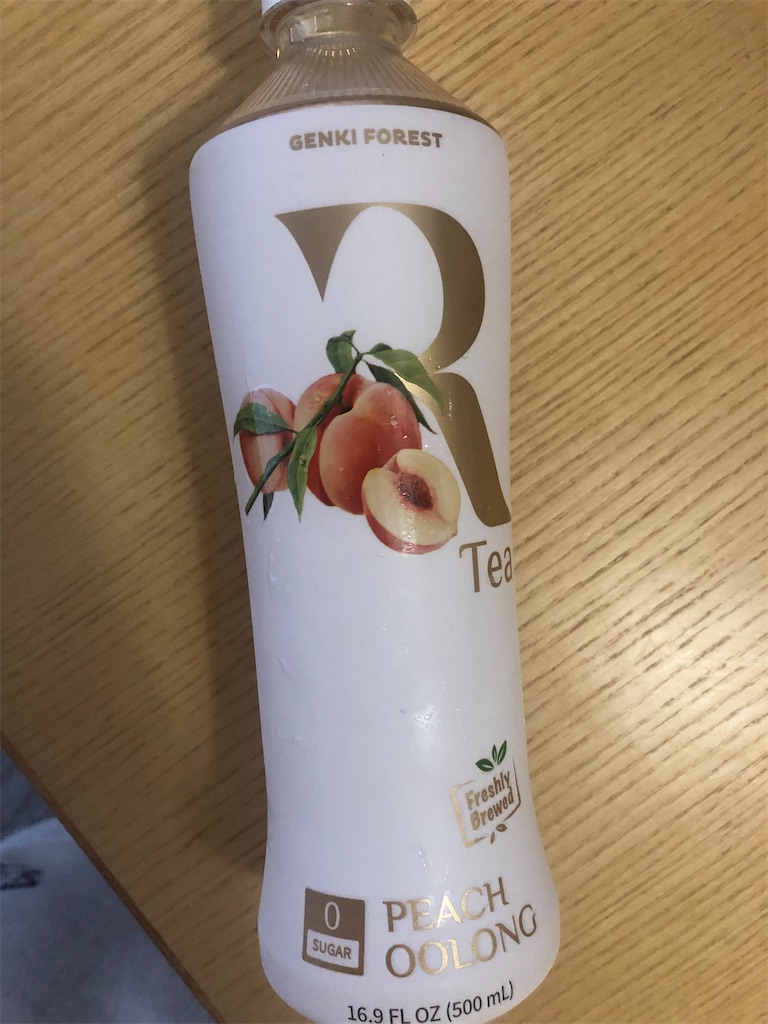 GENKI FOREST
R
Tea
Freshly
Brewed
0
SUGAR
PEACH
OOLONG
16.9 FL OZ (500 mL)